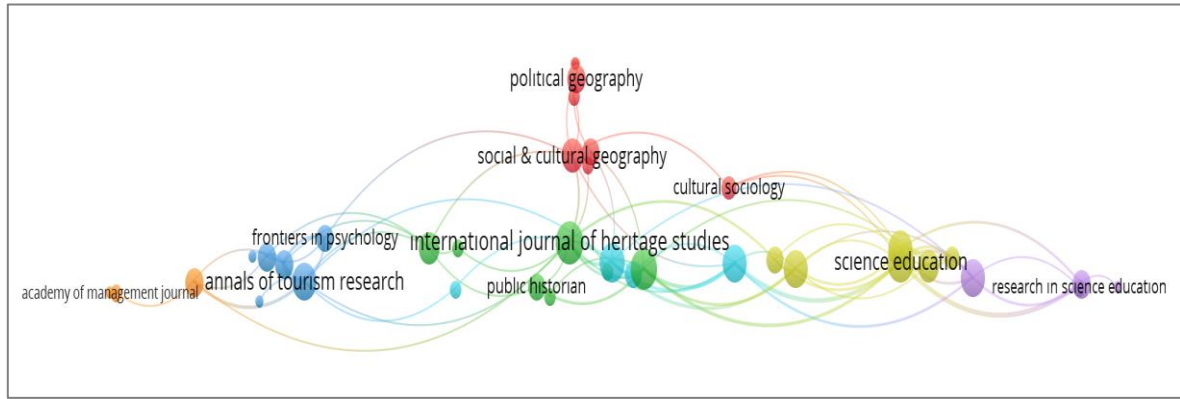 political geography
social & cultural geography
cultural sociology
frontiers in psychology
international journal of heritage studies
science education
annals of tourism research
public historian
research in science education
academy of management journal